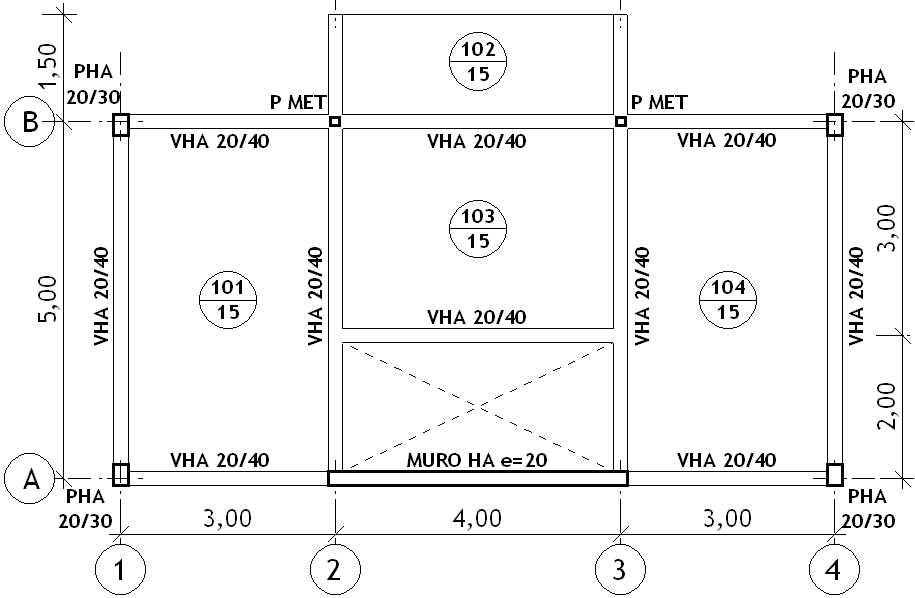 102
15
1,50
PHA
20/30
P MET
P MET
PHA
20/30
B
VHA 20/40
VHA 20/40
VHA 20/40
103
15
3,00
5,00
VHA 20/40
101
15
VHA 20/40
VHA 20/40
VHA 20/40
104
15
VHA 20/40
2,00
A
VHA 20/40
MURO HA e=20
VHA 20/40
PHA
20/30
PHA
20/30
3,00
4,00
3,00
1
2
3
4